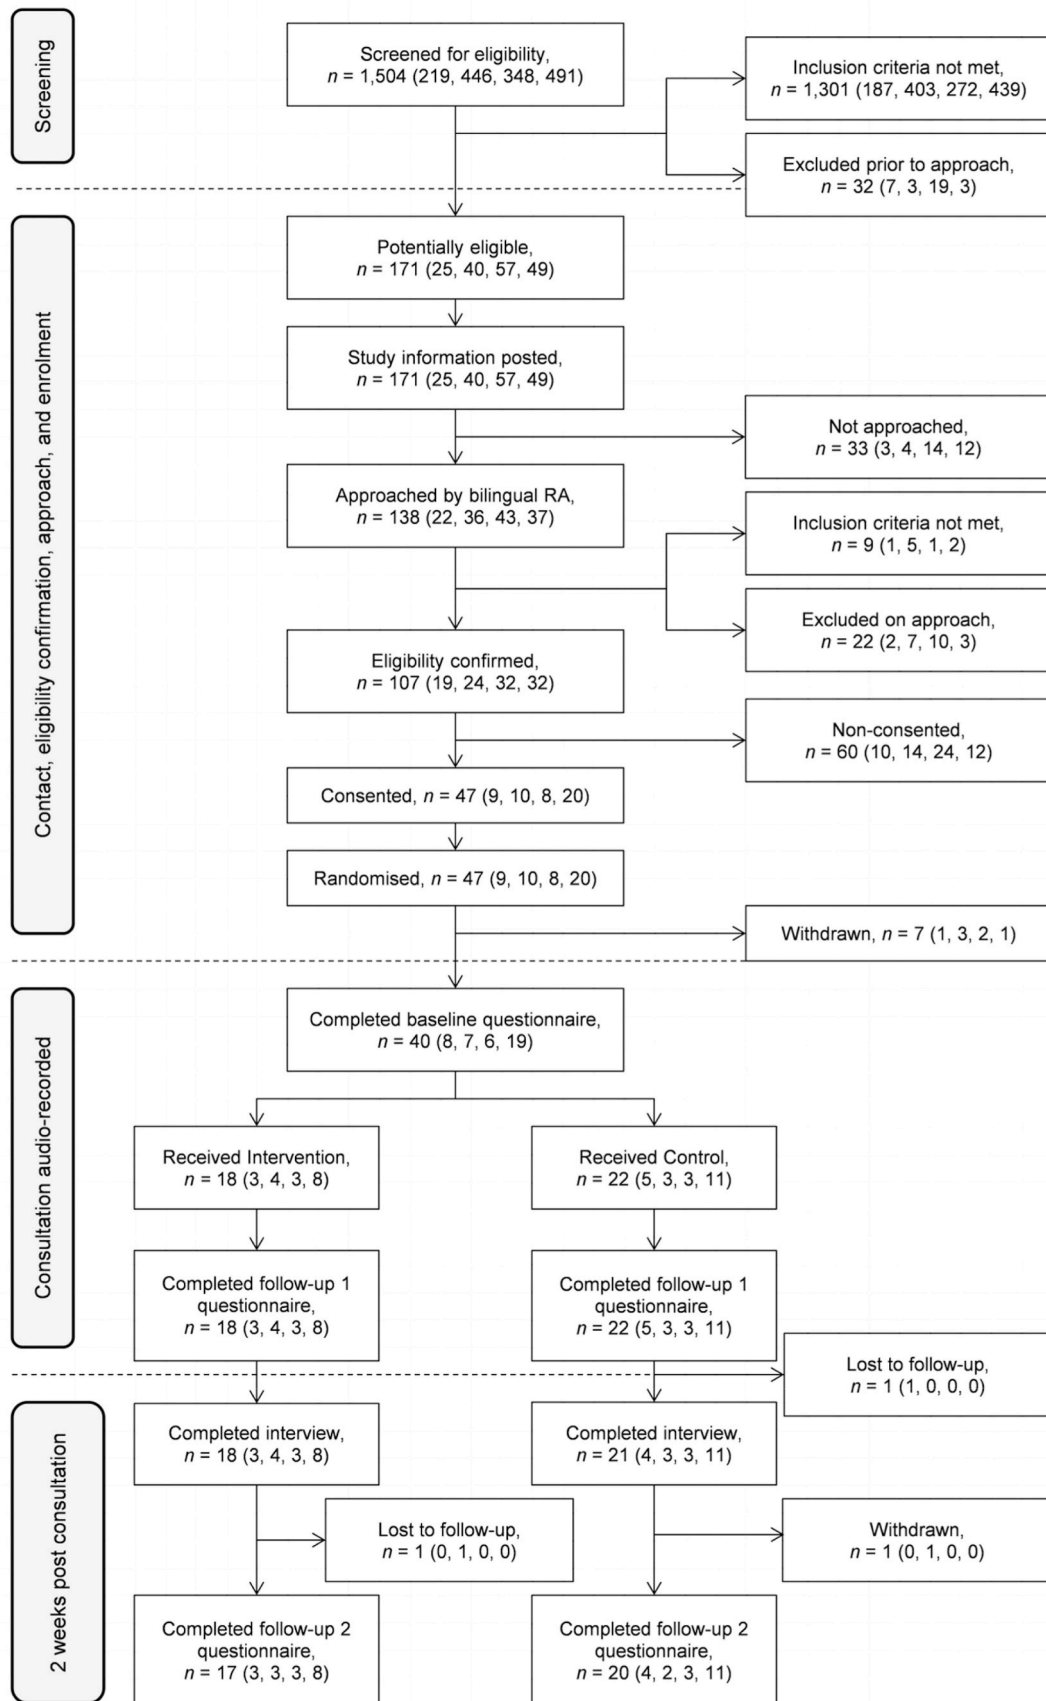 Screening
Screened for eligibility,
n = 1,504 (219, 446, 348, 491)
Inclusion criteria not met,
n = 1,301 (187, 403, 272, 439)
Excluded prior to approach,
n = 32 (7, 3, 19, 3)
Contact, eligibility confirmation, approach, and enrolment
Potentially eligible,
n = 171 (25, 40, 57, 49)
Study information posted,
n = 171 (25, 40, 57, 49)
Not approached,
n = 33 (3, 4, 14, 12)
Approached by bilingual RA,
n = 138 (22, 36, 43, 37)
Inclusion criteria not met,
n = 9 (1, 5, 1, 2)
Excluded on approach,
n = 22 (2, 7, 10, 3)
Eligibility confirmed,
n = 107 (19, 24, 32, 32)
Non-consented,
n = 60 (10, 14, 24, 12)
Consented, n = 47 (9, 10, 8, 20)
Randomised, n = 47 (9, 10, 8, 20)
Withdrawn, n = 7 (1, 3, 2, 1)
Consultation audio-recorded
Completed baseline questionnaire,
n = 40 (8, 7, 6, 19)
Received Intervention,
n = 18 (3, 4, 3, 8)
Received Control,
n = 22 (5, 3, 3, 11)
Completed follow-up 1
questionnaire,
n = 18 (3, 4, 3, 8)
Completed follow-up 1
questionnaire,
n = 22 (5, 3, 3, 11)
Lost to follow-up,
n = 1 (1, 0, 0, 0)
2 weeks post consultation
Completed interview,
n = 18 (3, 4, 3, 8)
Completed interview,
n = 21 (4, 3, 3, 11)
Lost to follow-up,
n = 1 (0, 1, 0, 0)
Withdrawn,
n = 1 (0, 1, 0, 0)
Completed follow-up 2
questionnaire,
n = 17 (3, 3, 3, 8)
Completed follow-up 2
questionnaire,
n = 20 (4, 2, 3, 11)